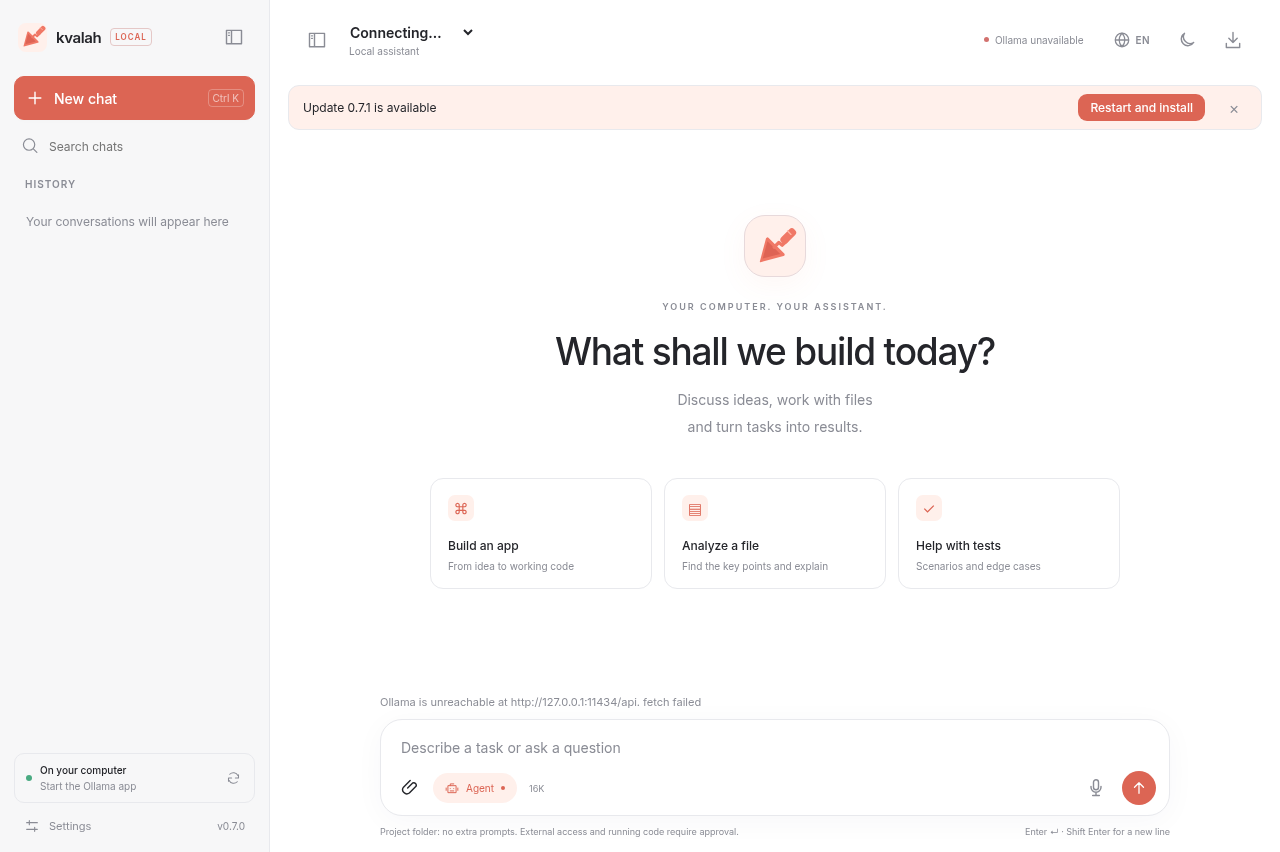 kvalah
LOCAL
New chat
Ctrl K
Search chats
HISTORY
Your conversations will appear here
On your computer
Start the Ollama app
Settings
v0.7.0
Connecting...
Local assistant
Ollama unavailable
EN
Update 0.7.1 is available
Restart and install
×
YOUR COMPUTER. YOUR ASSISTANT.
What shall we build today?
Discuss ideas, work with files
and turn tasks into results.
Build an app
From idea to working code
Analyze a file
Find the key points and explain
Help with tests
Scenarios and edge cases
Ollama is unreachable at http://127.0.0.1:11434/api. fetch failed
Describe a task or ask a question
Agent
16K
Project folder: no extra prompts. External access and running code require approval.
Enter ↵ · Shift Enter for a new line